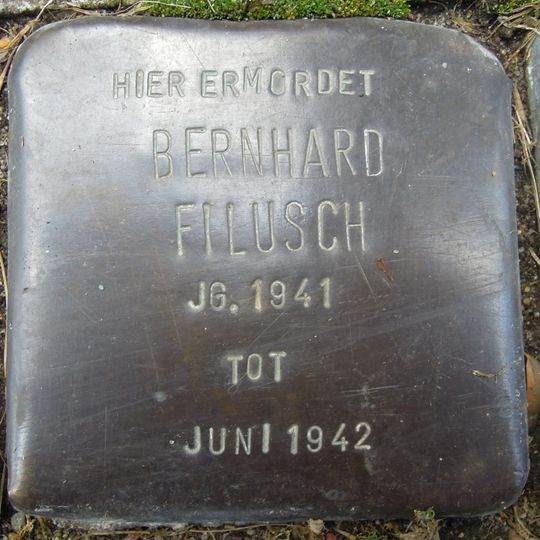 HIER ERMORDET
BERNHARD
FILUSCH
JG. 1941
TOT
JUNI 1942